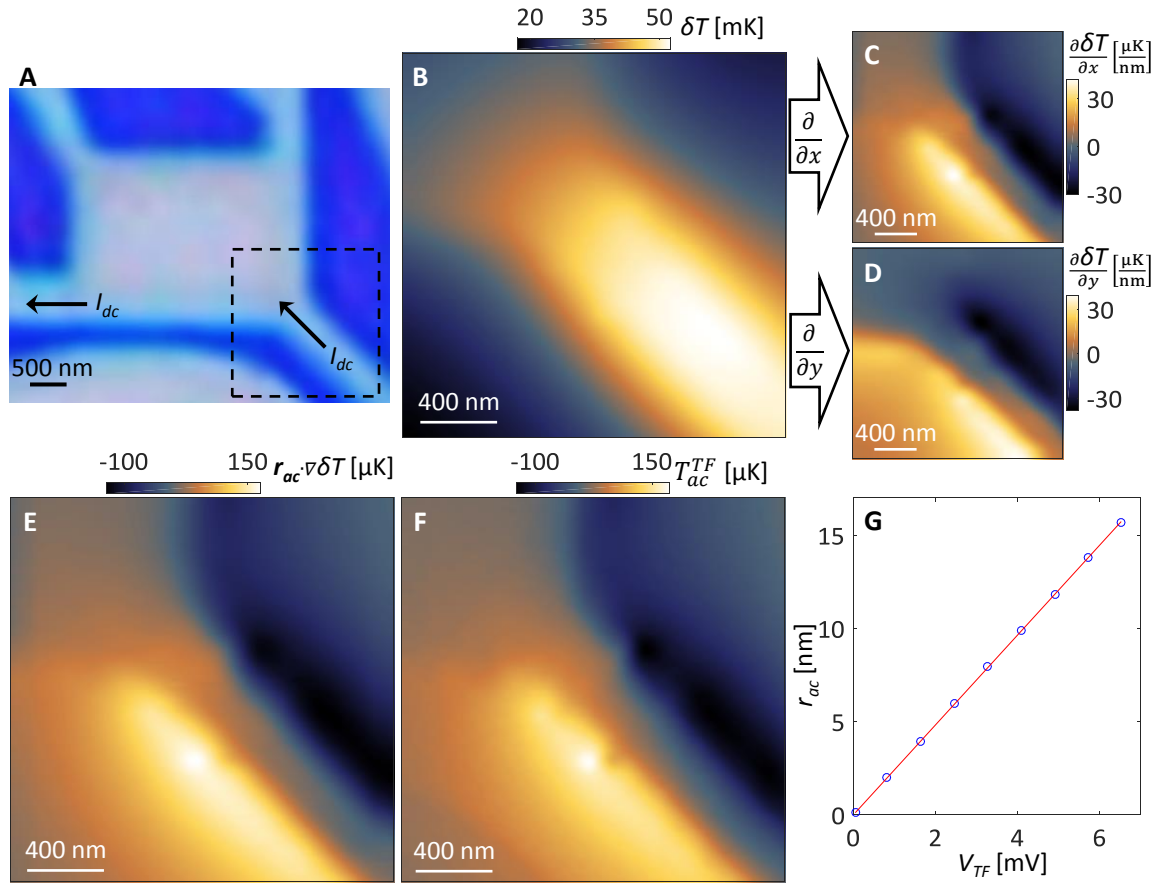 A
I_dc
I_dc
500 nm
20 35 50 δT [mK]
B
400 nm
∂/∂x
∂/∂y
C
400 nm
∂δT/∂x [μK/nm]
30
0
-30
D
400 nm
∂δT/∂y [μK/nm]
30
0
-30
-100 150 r_ac·∇δT [μK]
E
400 nm
-100 150 T_ac^TF [μK]
F
400 nm
G
r_ac [nm]
15
10
5
0
0 2 4 6
V_TF [mV]